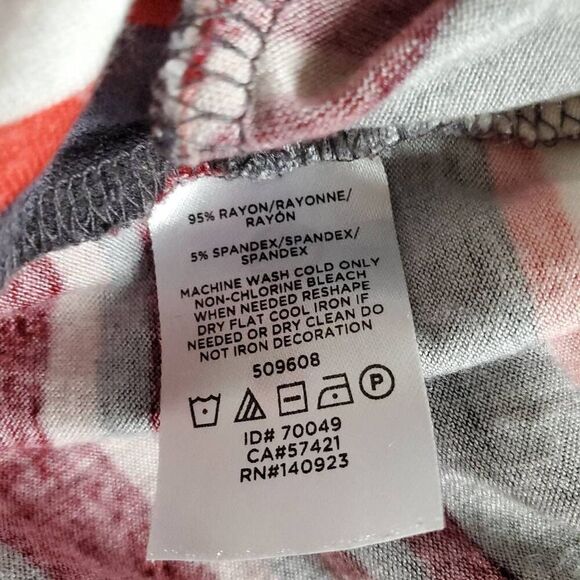 95% RAYON/RAYONNE/
RAYÓN
5% SPANDEX/SPANDEX/
SPANDEX
MACHINE WASH COLD ONLY
NON-CHLORINE BLEACH
WHEN NEEDED RESHAPE
DRY FLAT COOL IRON IF
NEEDED OR DRY CLEAN DO
NOT IRON DECORATION
509608
P
ID# 70049
CA#57421
RN#140923